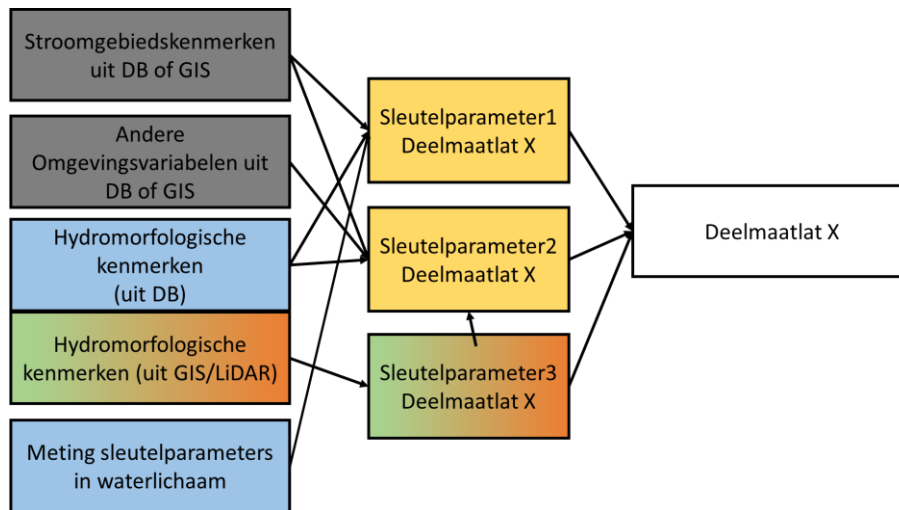 Stroomgebiedskenmerken
uit DB of GIS
Andere
Omgevingsvariabelen uit
DB of GIS
Hydromorfologische
kenmerken
(uit DB)
Hydromorfologische
kenmerken (uit GIS/LiDAR)
Meting sleutelparameters
in waterlichaam
Sleutelparameter1
Deelmaatlat X
Sleutelparameter2
Deelmaatlat X
Sleutelparameter3
Deelmaatlat X
Deelmaatlat X